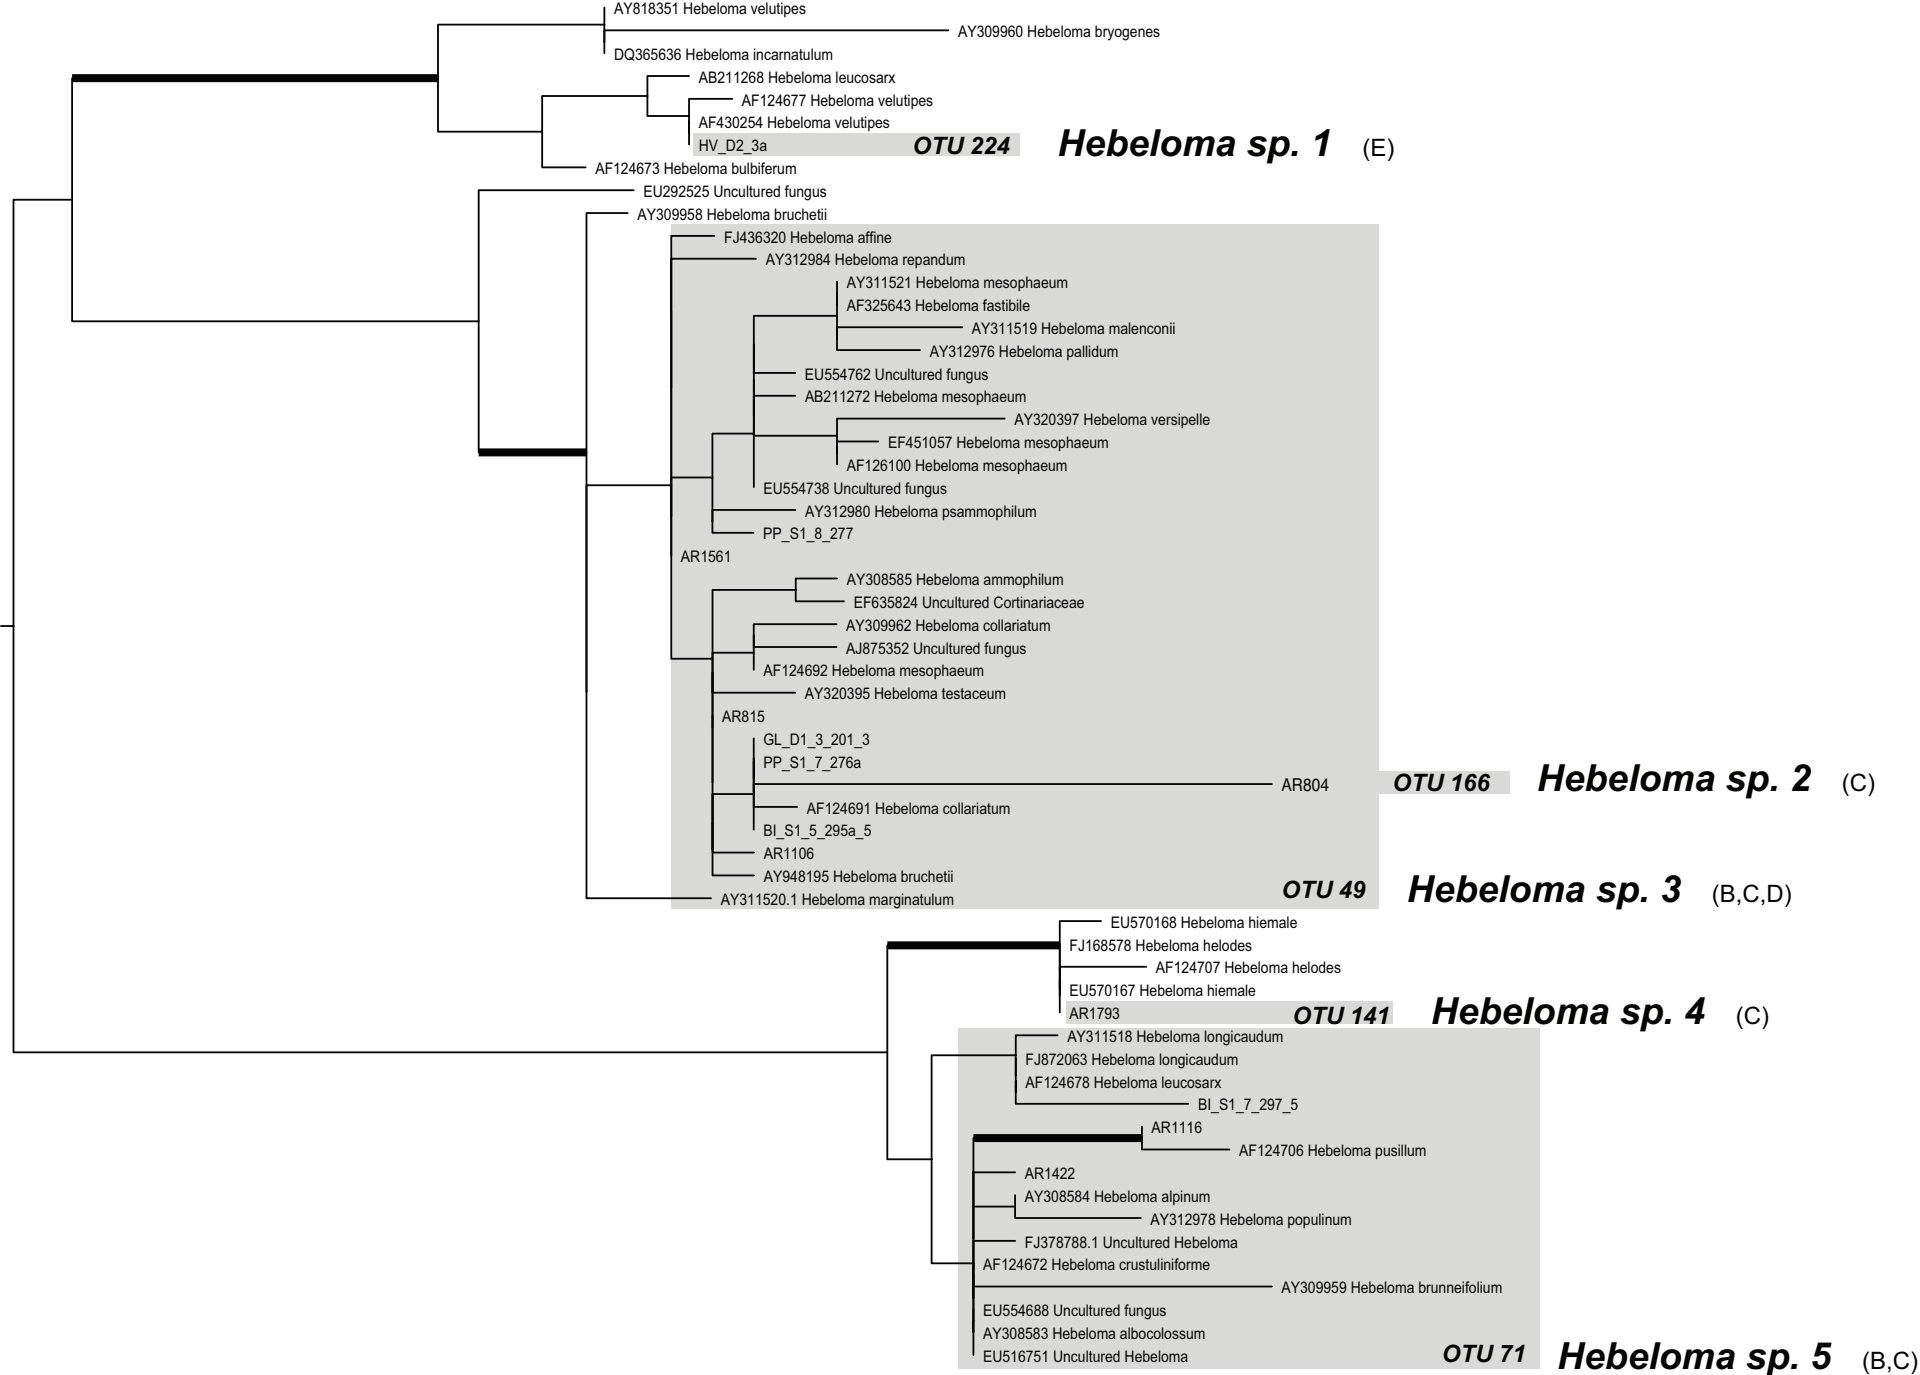 AY818351 Hebeloma velutipes
AY309960 Hebeloma bryogenes
DQ365636 Hebeloma incarnatulum
AB211268 Hebeloma leucosarx
AF124677 Hebeloma velutipes
AF430254 Hebeloma velutipes
HV_D2_3a OTU 224 Hebeloma sp. 1 (E)
AF124673 Hebeloma bulbiferum
EU292525 Uncultured fungus
AY309958 Hebeloma bruchetii
FJ436320 Hebeloma affine
AY312984 Hebeloma repandum
AY311521 Hebeloma mesophaeum
AF325643 Hebeloma fastibile
AY311519 Hebeloma malenconii
AY312976 Hebeloma pallidum
EU554762 Uncultured fungus
AB211272 Hebeloma mesophaeum
AY320397 Hebeloma versipelle
EF451057 Hebeloma mesophaeum
AF126100 Hebeloma mesophaeum
EU554738 Uncultured fungus
AY312980 Hebeloma psammophilum
PP_S1_8_277
AR1561
AY308585 Hebeloma ammophilum
EF635824 Uncultured Cortinariaceae
AY309962 Hebeloma collariatum
AJ875352 Uncultured fungus
AF124692 Hebeloma mesophaeum
AY320395 Hebeloma testaceum
AR815
GL_D1_3_201_3
PP_S1_7_276a
AR804 OTU 166 Hebeloma sp. 2 (C)
AF124691 Hebeloma collariatum
BI_S1_5_295a_5
AR1106
AY948195 Hebeloma bruchetii
OTU 49 Hebeloma sp. 3 (B,C,D)
AY311520.1 Hebeloma marginatulum
EU570168 Hebeloma hiemale
FJ168578 Hebeloma helodes
AF124707 Hebeloma helodes
EU570167 Hebeloma hiemale
AR1793 OTU 141 Hebeloma sp. 4 (C)
AY311518 Hebeloma longicaudum
FJ872063 Hebeloma longicaudum
AF124678 Hebeloma leucosarx
BI_S1_7_297_5
AR1116
AF124706 Hebeloma pusillum
AR1422
AY308584 Hebeloma alpinum
AY312978 Hebeloma populinum
FJ378788.1 Uncultured Hebeloma
AF124672 Hebeloma crustuliniforme
AY309959 Hebeloma brunneifolium
EU554688 Uncultured fungus
AY308583 Hebeloma albocolossum
EU516751 Uncultured Hebeloma OTU 71 Hebeloma sp. 5 (B,C)